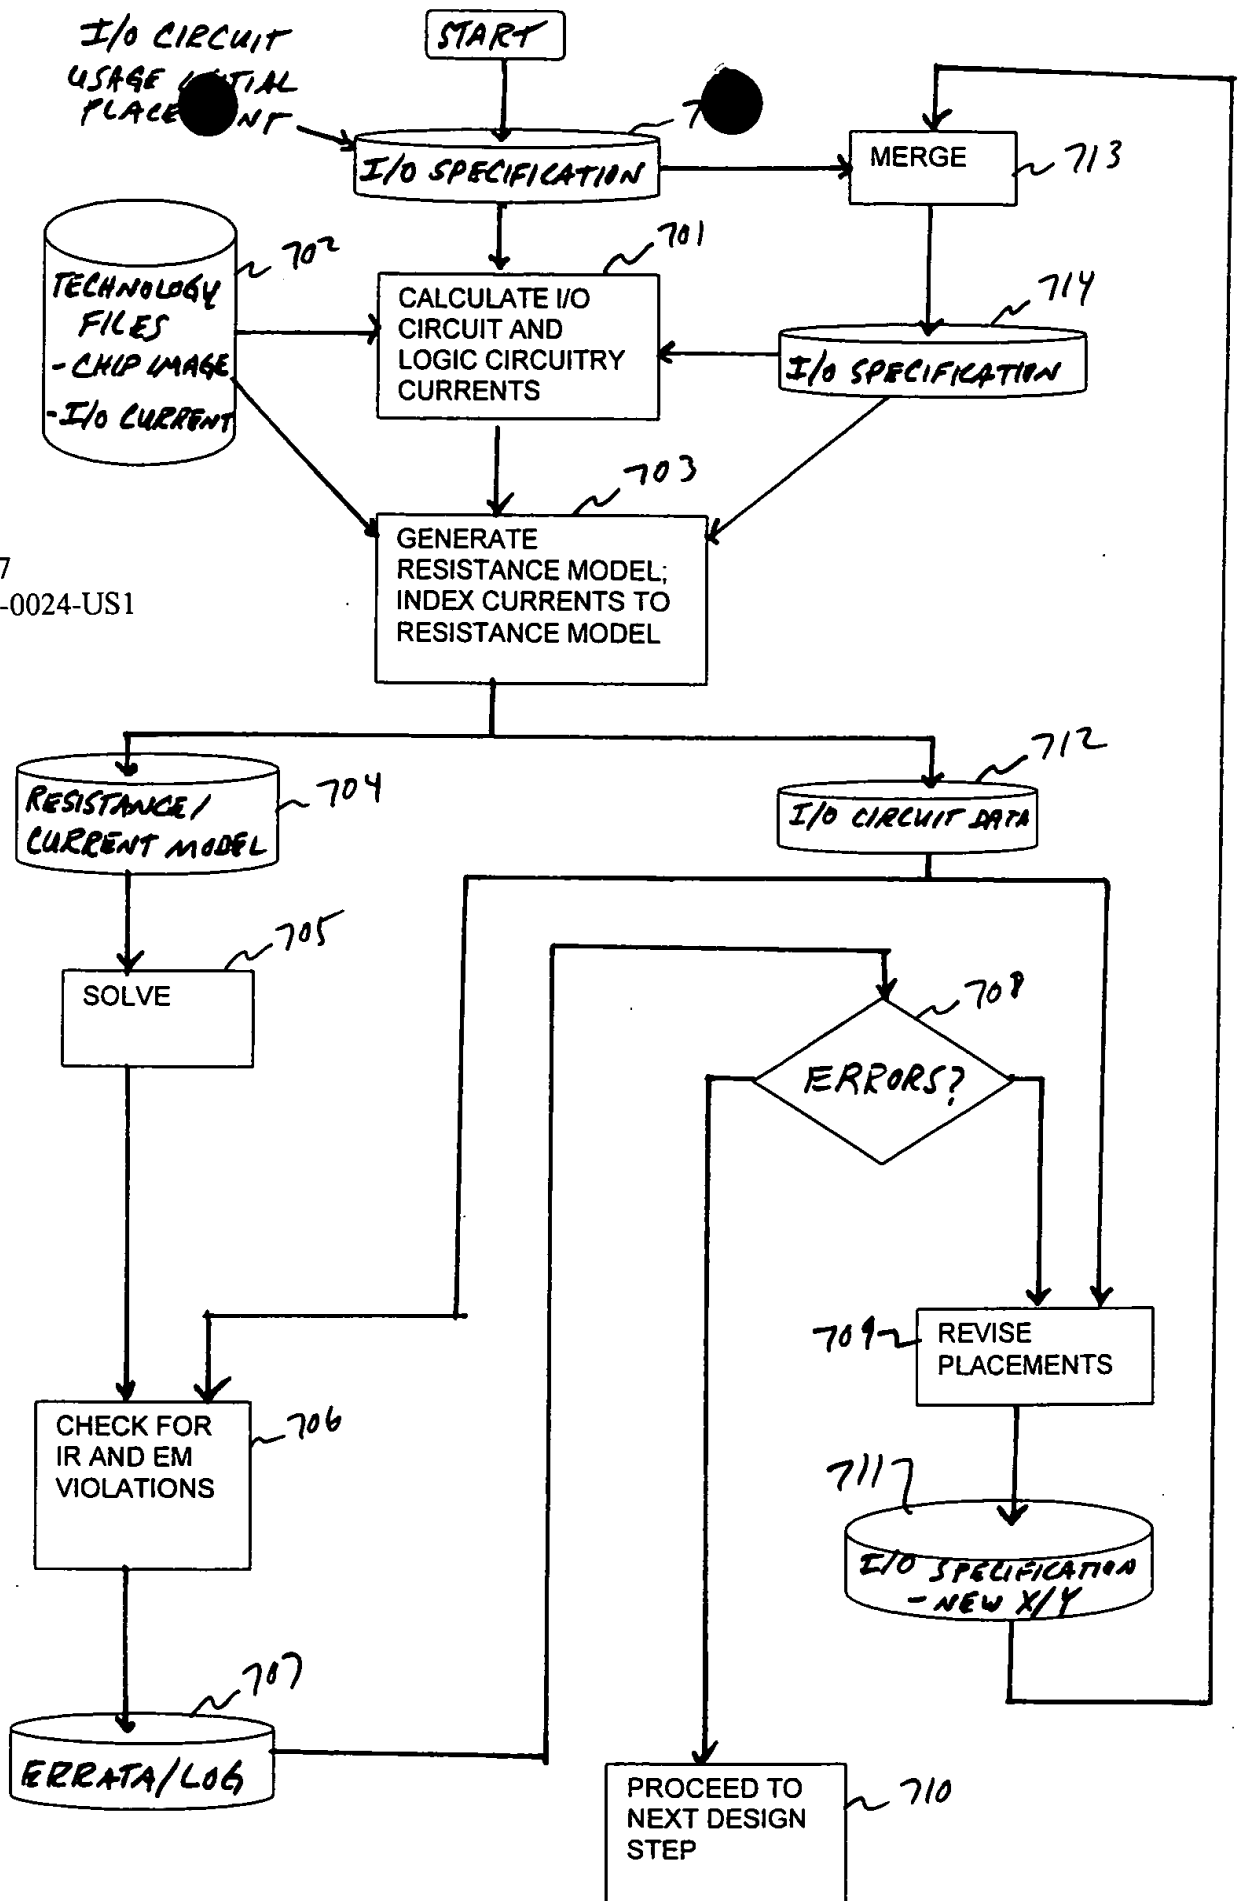 I/O CIRCUIT
USAGE
START
I/O SPECIFICATION
MERGE
713
702
TECHNOLOGY
FILES
- CHIP IMAGE
- I/O CURRENT
701
CALCULATE I/O
CIRCUIT AND
LOGIC CIRCUITRY
CURRENTS
714
I/O SPECIFICATION
703
GENERATE
RESISTANCE MODEL;
INDEX CURRENTS TO
RESISTANCE MODEL
7
-0024-US1
704
RESISTANCE/
CURRENT MODEL
712
I/O CIRCUIT DATA
705
SOLVE
708
ERRORS?
709
REVISE
PLACEMENTS
706
CHECK FOR
IR AND EM
VIOLATIONS
711
I/O SPECIFICATION
- NEW X/Y
707
ERRATA/LOG
PROCEED TO
NEXT DESIGN
STEP
710